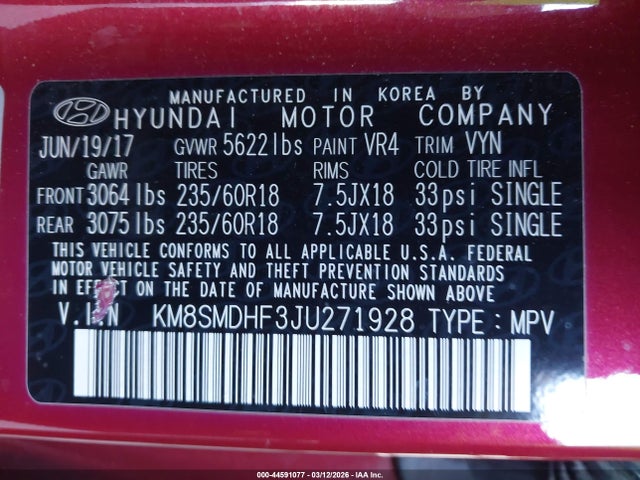 MANUFACTURED IN KOREA BY
HYUNDAI MOTOR COMPANY
JUN/19/17 GVWR 5622lbs PAINT VR4 TRIM VYN
GAWR TIRES RIMS COLD TIRE INFL
FRONT 3064lbs 235/60R18 7.5JX18 33psi SINGLE
REAR 3075lbs 235/60R18 7.5JX18 33psi SINGLE
THIS VEHICLE CONFORMS TO ALL APPLICABLE U.S.A. FEDERAL
MOTOR VEHICLE SAFETY AND THEFT PREVENTION STANDARDS
IN EFFECT ON THE DATE OF MANUFACTURE SHOWN ABOVE.
V.I.N KM8SMDHF3JU271928 TYPE : MPV
000-44591077 - 03/12/2026 - IAA Inc.